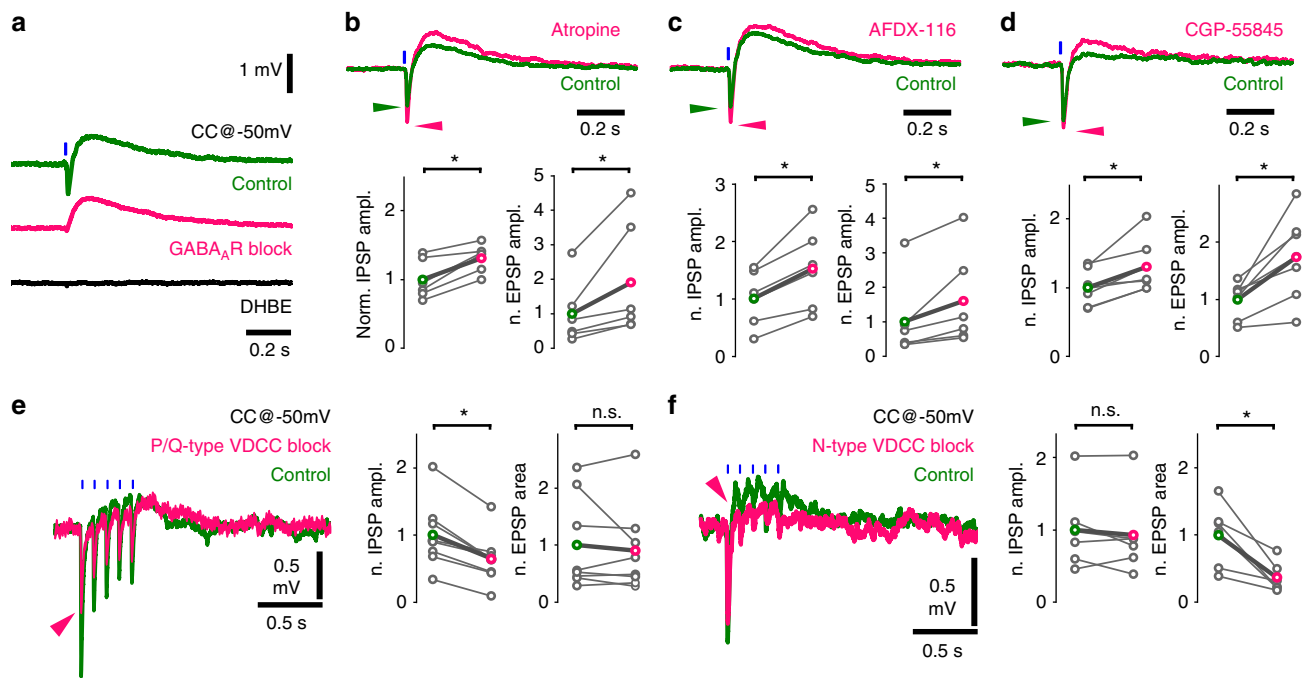 a
1 mV
CC@-50mV
Control
GABAAR block
DHBE
0.2 s
b
Atropine
Control
0.2 s
*
*
Norm. IPSP ampl.
2
1
0
n. EPSP ampl.
5
4
3
2
1
0
c
AFDX-116
Control
0.2 s
*
*
n. IPSP ampl.
3
2
1
0
n. EPSP ampl.
5
4
3
2
1
0
d
CGP-55845
Control
0.2 s
*
*
n. IPSP ampl.
2
1
0
n. EPSP ampl.
3
2
1
0
e
CC@-50mV
P/Q-type VDCC block
Control
0.5
mV
0.5 s
*
n.s.
n. IPSP ampl.
2
1
0
n. EPSP area
2
1
0
f
CC@-50mV
N-type VDCC block
Control
0.5
mV
0.5 s
n.s.
*
n. IPSP ampl.
2
1
0
n. EPSP area
2
1
0